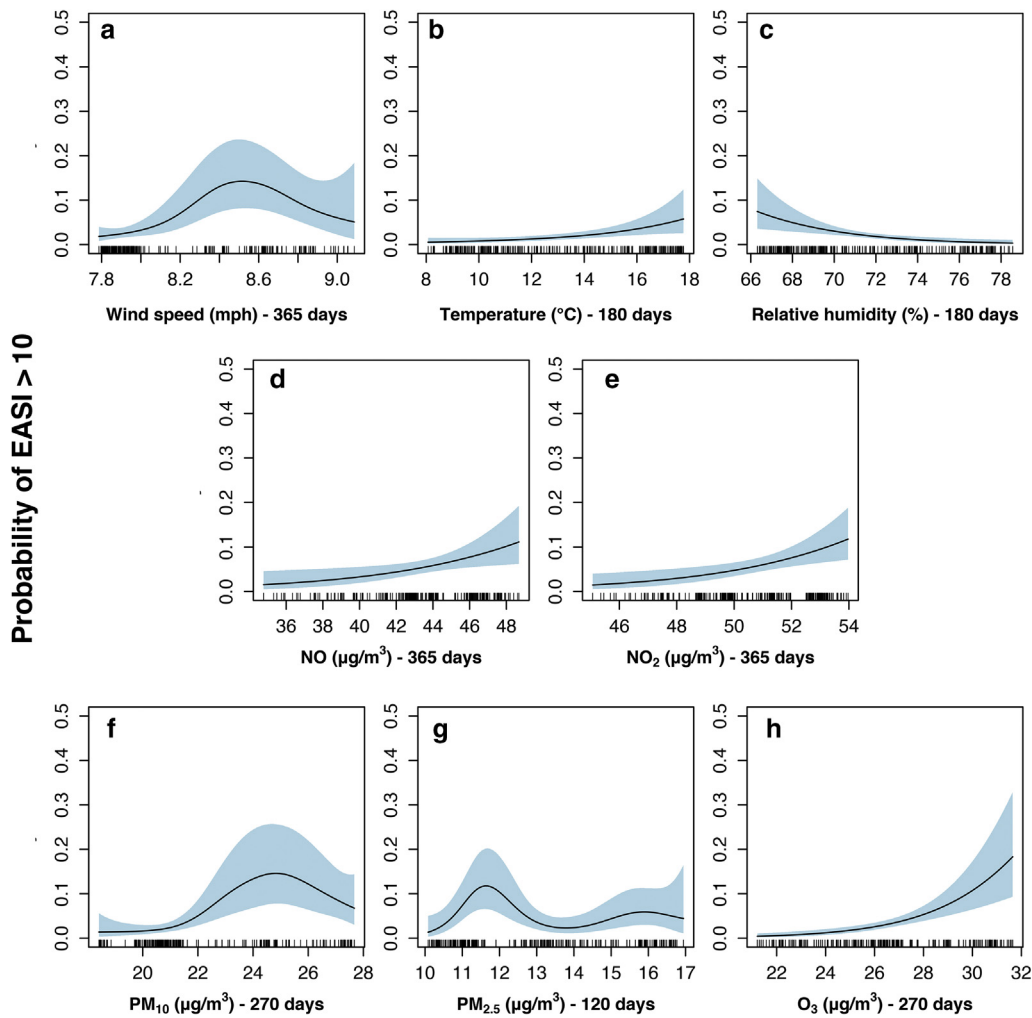 Probability of EASI > 10
a
0.5
0.4
0.3
0.2
0.1
0.0
7.8 8.2 8.6 9.0
Wind speed (mph) - 365 days
b
0.5
0.4
0.3
0.2
0.1
0.0
8 10 12 14 16 18
Temperature (°C) - 180 days
c
0.5
0.4
0.3
0.2
0.1
0.0
66 68 70 72 74 76 78
Relative humidity (%) - 180 days
d
0.5
0.4
0.3
0.2
0.1
0.0
36 38 40 42 44 46 48
NO (µg/m³) - 365 days
e
0.5
0.4
0.3
0.2
0.1
0.0
46 48 50 52 54
NO₂ (µg/m³) - 365 days
f
0.5
0.4
0.3
0.2
0.1
0.0
20 22 24 26 28
PM₁₀ (µg/m³) - 270 days
g
0.5
0.4
0.3
0.2
0.1
0.0
10 11 12 13 14 15 16 17
PM₂.₅ (µg/m³) - 120 days
h
0.5
0.4
0.3
0.2
0.1
0.0
22 24 26 28 30 32
O₃ (µg/m³) - 270 days